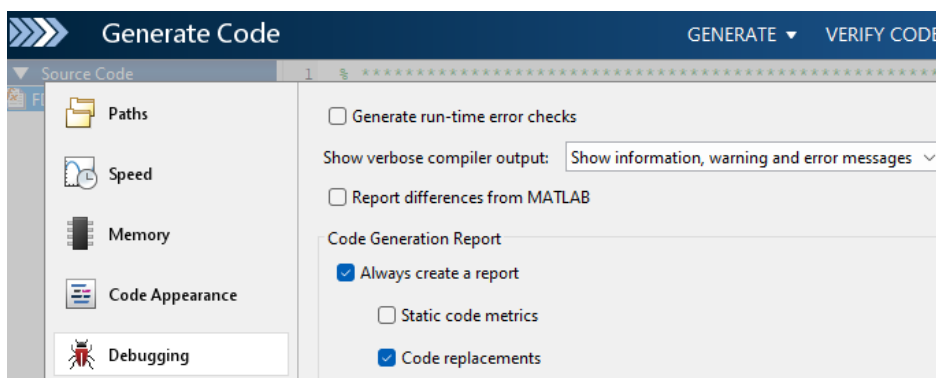 Generate Code
GENERATE
VERIFY CODE
Source Code
1 % ****************************************************
Paths
Speed
Memory
Code Appearance
Debugging
Generate run-time error checks
Show verbose compiler output: Show information, warning and error messages
Report differences from MATLAB
Code Generation Report
Always create a report
Static code metrics
Code replacements